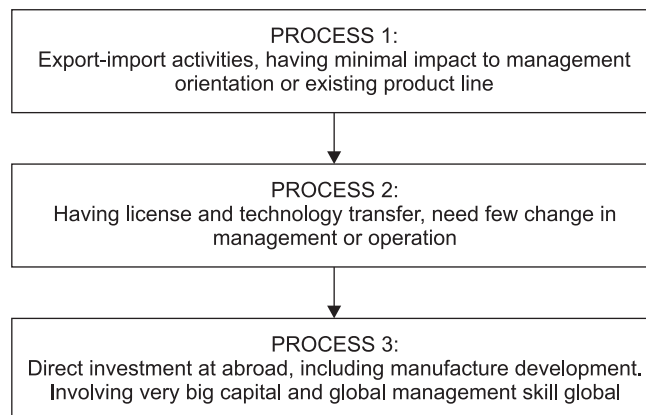 PROCESS 1:
Export-import activities, having minimal impact to management
orientation or existing product line
PROCESS 2:
Having license and technology transfer, need few change in
management or operation
PROCESS 3:
Direct investment at abroad, including manufacture development.
Involving very big capital and global management skill global